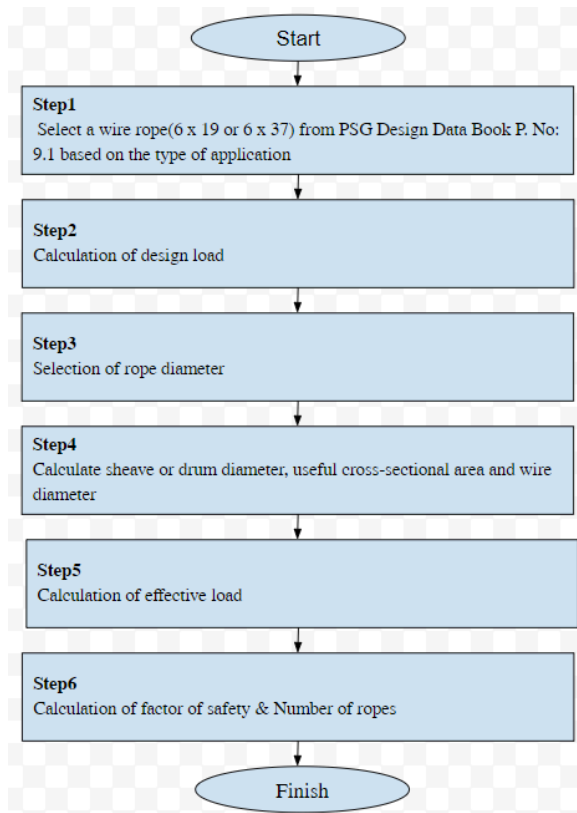 Start
Step1
Select a wire rope(6 x 19 or 6 x 37) from PSG Design Data Book P. No:
9.1 based on the type of application
Step2
Calculation of design load
Step3
Selection of rope diameter
Step4
Calculate sheave or drum diameter, useful cross-sectional area and wire
diameter
Step5
Calculation of effective load
Step6
Calculation of factor of safety & Number of ropes
Finish